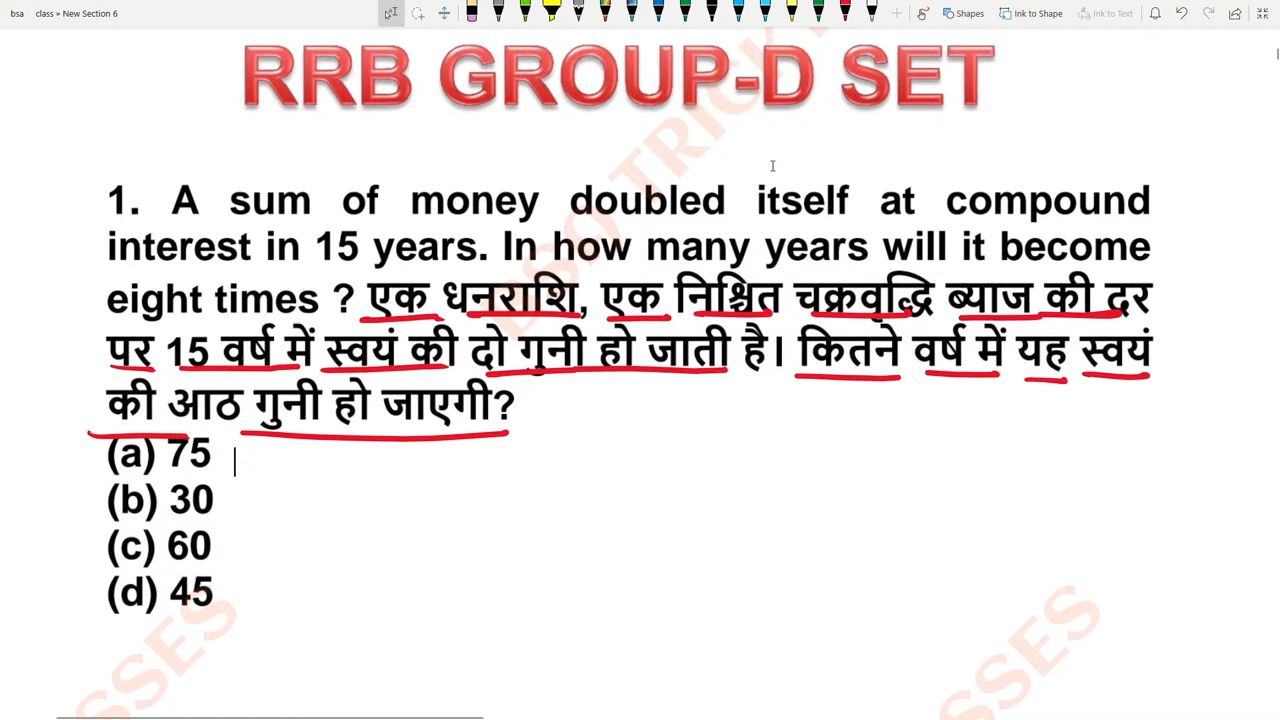 bsa class » New Section 6 Shapes Ink to Shape Ink to Text
RRB GROUP-D SET
1. A sum of money doubled itself at compound
interest in 15 years. In how many years will it become
eight times ? एक धनराशि, एक निश्चित चक्रवृद्धि ब्याज की दर
पर 15 वर्ष में स्वयं की दो गुनी हो जाती है। कितने वर्ष में यह स्वयं
की आठ गुनी हो जाएगी?
(a) 75
(b) 30
(c) 60
(d) 45